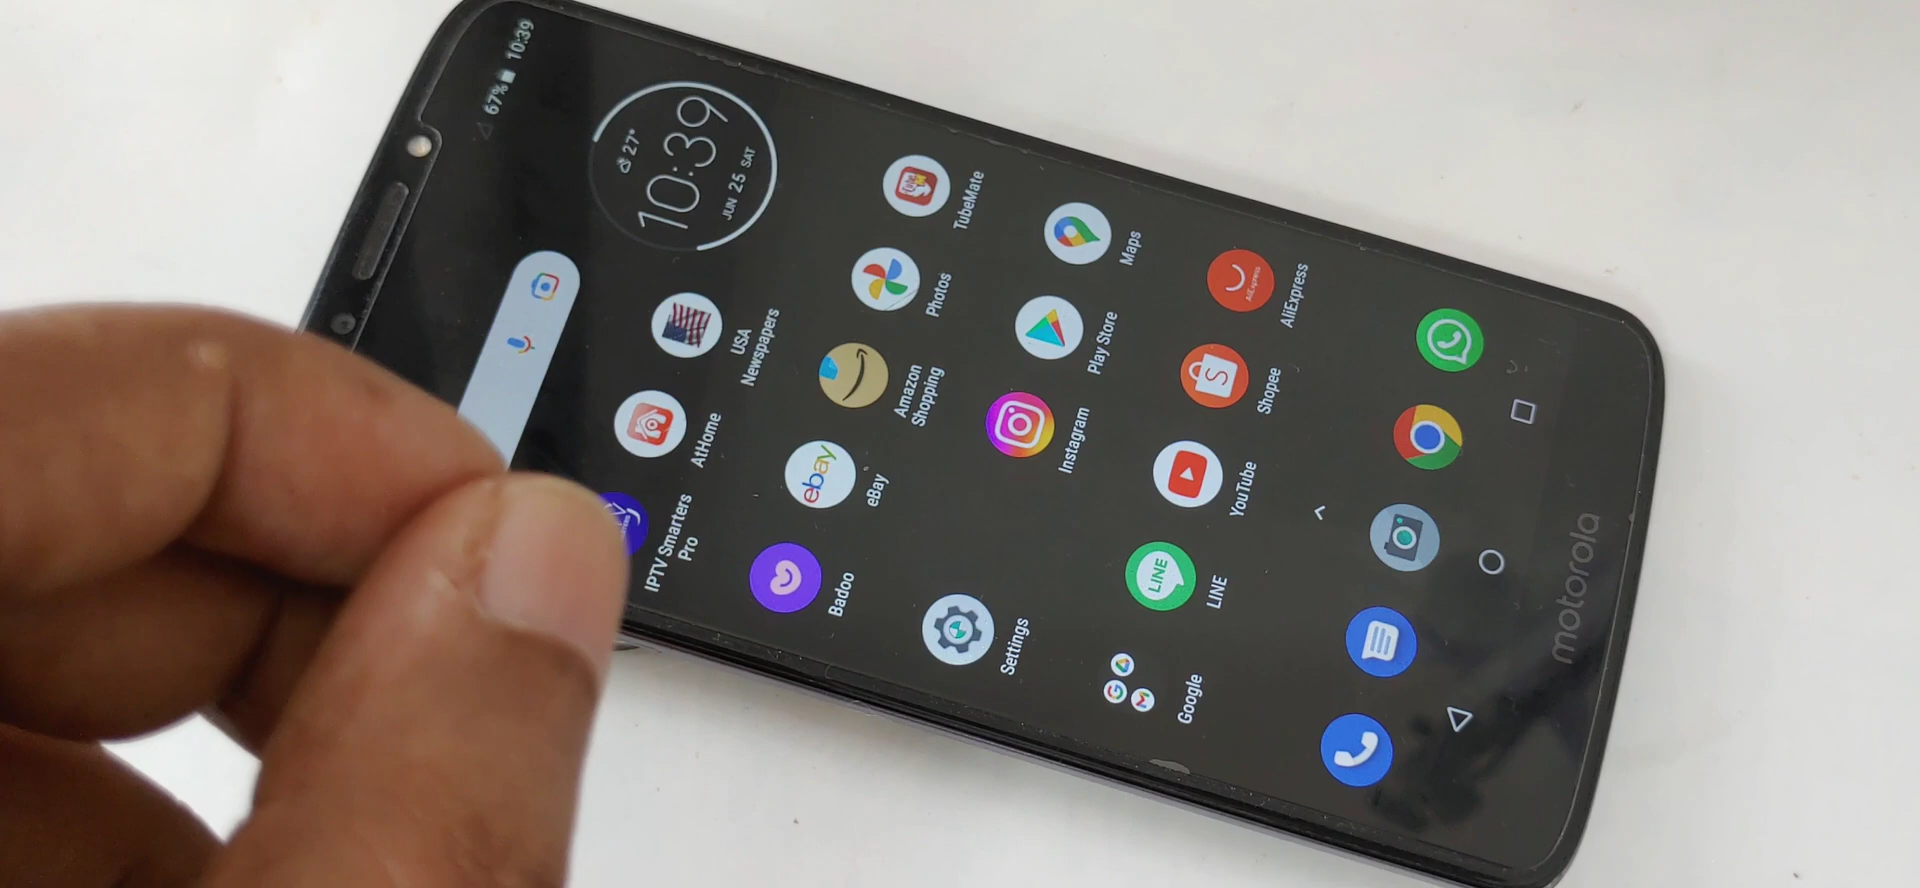 67% 10:39
27°
10:39
JUN 25 SAT
IPTV Smarters
Pro
AtHome
USA
Newspapers
Badoo
ebay
eBay
Amazon
Shopping
Photos
TubeMate
Settings
Instagram
Play Store
Maps
Google
LINE
LINE
YouTube
Shopee
AliExpress
AliExpress
motorola